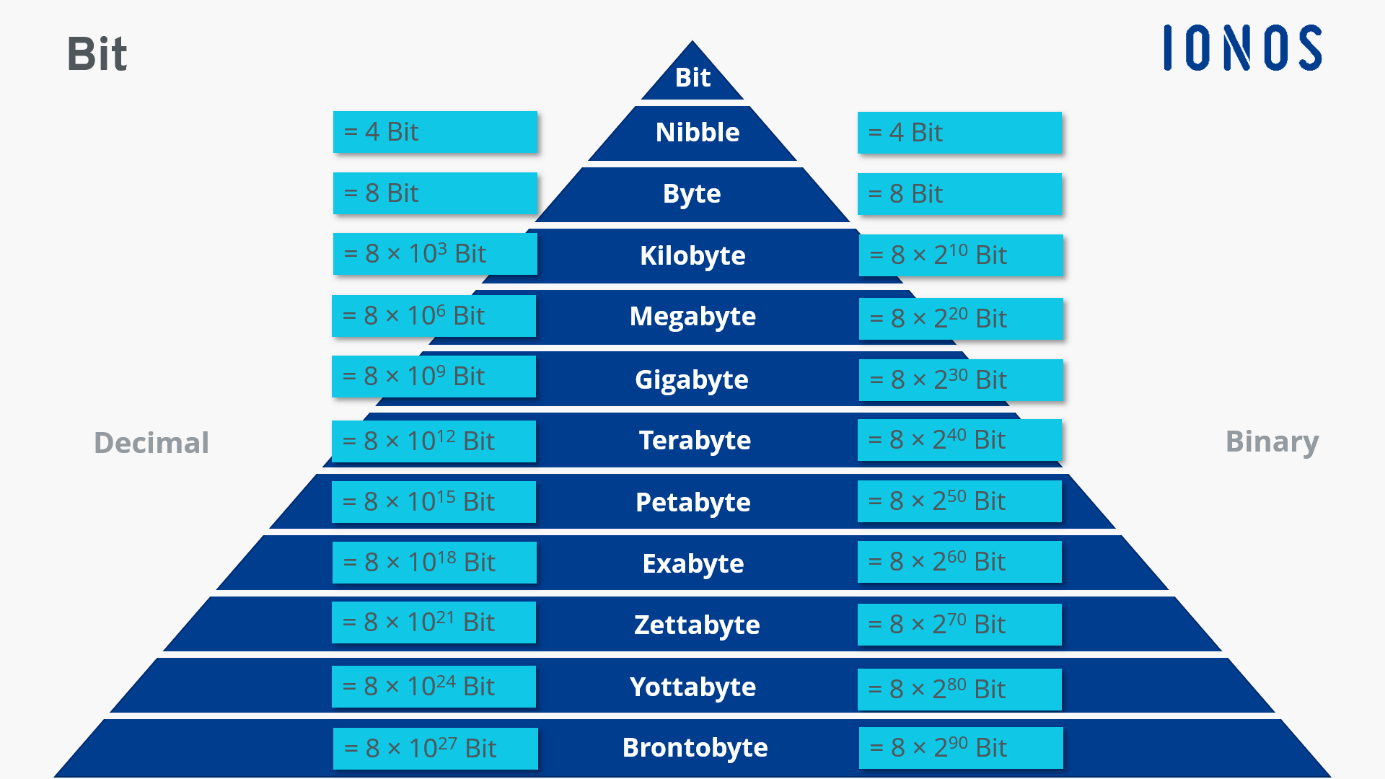 Bit
IONOS
Bit
= 4 Bit Nibble = 4 Bit
= 8 Bit Byte = 8 Bit
= 8 × 10³ Bit Kilobyte = 8 × 2¹⁰ Bit
= 8 × 10⁶ Bit Megabyte = 8 × 2²⁰ Bit
= 8 × 10⁹ Bit Gigabyte = 8 × 2³⁰ Bit
Decimal = 8 × 10¹² Bit Terabyte = 8 × 2⁴⁰ Bit Binary
= 8 × 10¹⁵ Bit Petabyte = 8 × 2⁵⁰ Bit
= 8 × 10¹⁸ Bit Exabyte = 8 × 2⁶⁰ Bit
= 8 × 10²¹ Bit Zettabyte = 8 × 2⁷⁰ Bit
= 8 × 10²⁴ Bit Yottabyte = 8 × 2⁸⁰ Bit
= 8 × 10²⁷ Bit Brontobyte = 8 × 2⁹⁰ Bit